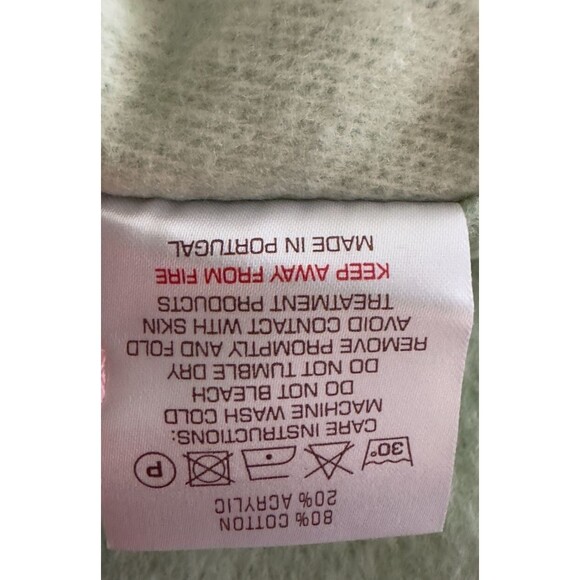 80% COTTON
20% ACRYLIC
30° P
CARE INSTRUCTIONS:
MACHINE WASH COLD
DO NOT BLEACH
DO NOT TUMBLE DRY
REMOVE PROMPTLY AND FOLD
AVOID CONTACT WITH SKIN
TREATMENT PRODUCTS
KEEP AWAY FROM FIRE
MADE IN PORTUGAL